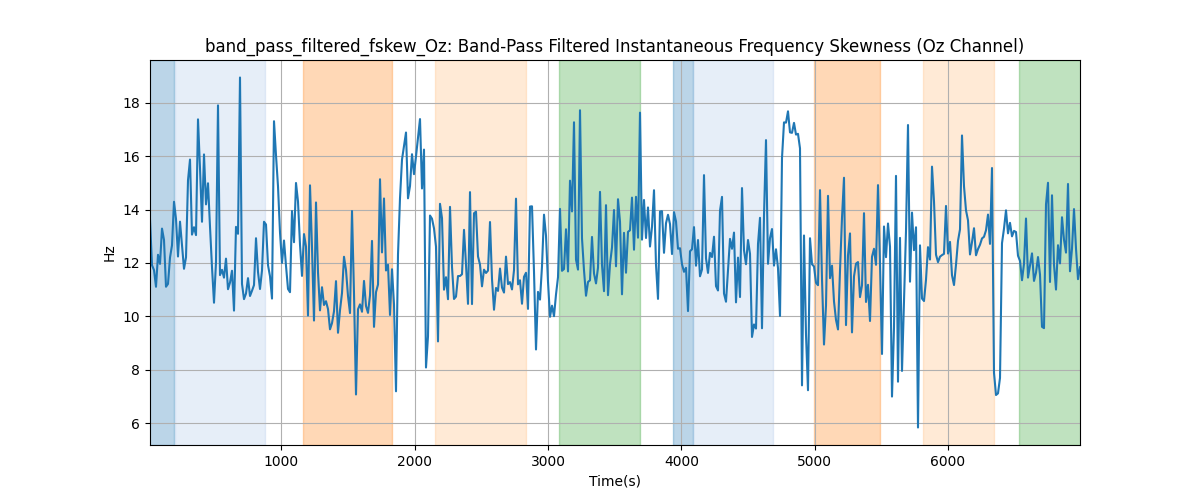 band_pass_filtered_fskew_Oz: Band-Pass Filtered Instantaneous Frequency Skewness (Oz Channel)
18
16
14
12
10
8
6
Hz
1000 2000 3000 4000 5000 6000
Time(s)